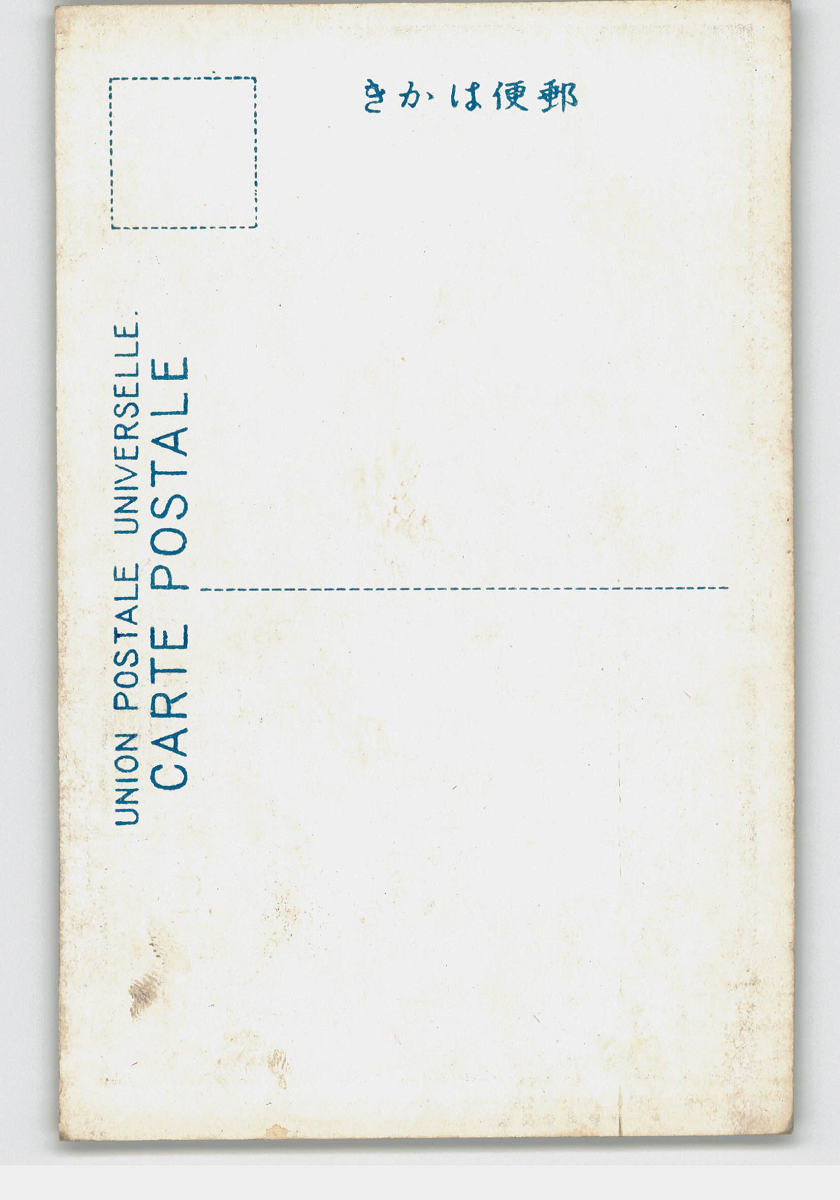 きかは便郵
UNION POSTALE UNIVERSELLE.
CARTE POSTALE